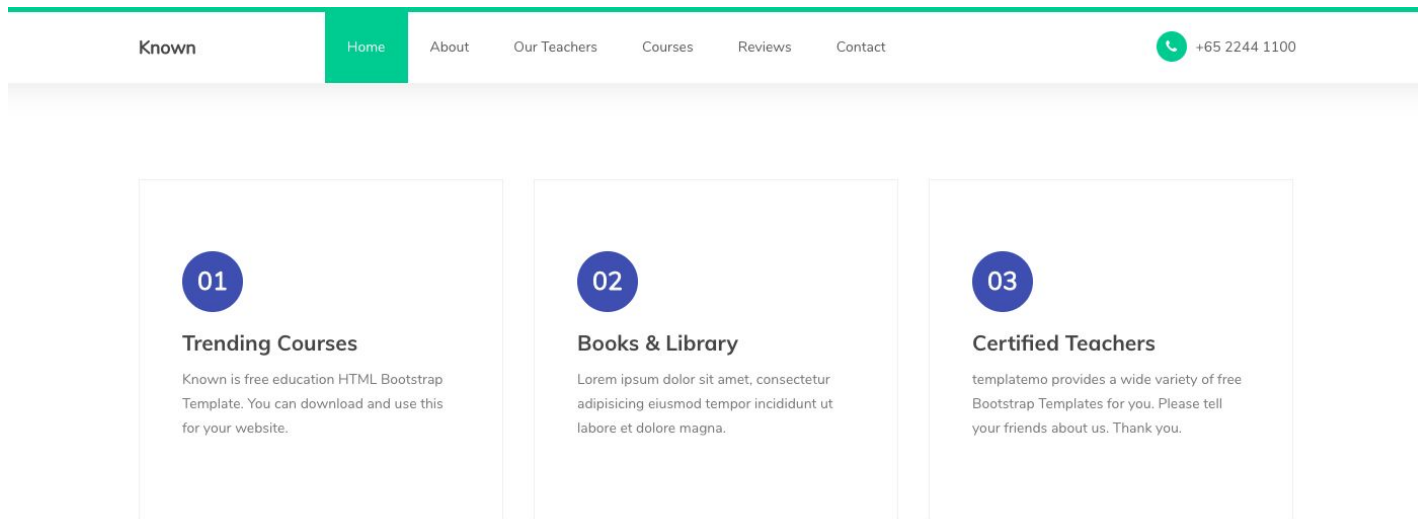 Known
Home About Our Teachers Courses Reviews Contact
+65 2244 1100
01
Trending Courses
Known is free education HTML Bootstrap
Template. You can download and use this
for your website.
02
Books & Library
Lorem ipsum dolor sit amet, consectetur
adipisicing eiusmod tempor incididunt ut
labore et dolore magna.
03
Certified Teachers
templatemo provides a wide variety of free
Bootstrap Templates for you. Please tell
your friends about us. Thank you.